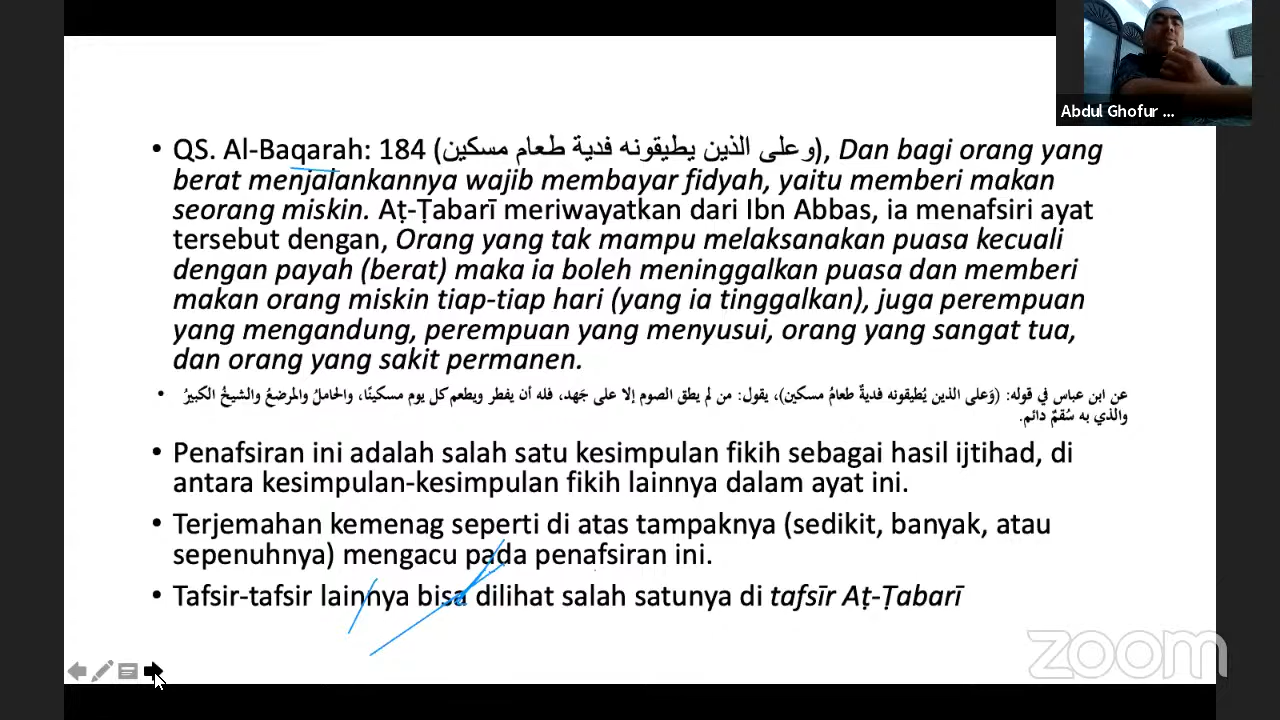 Abdul Ghofur ...
• QS. Al-Baqarah: 184 (وعلى الذين يطيقونه فدية طعام مسكين), Dan bagi orang yang
berat menjalankannya wajib membayar fidyah, yaitu memberi makan
seorang miskin. Aṭ-Ṭabarī meriwayatkan dari Ibn Abbas, ia menafsiri ayat
tersebut dengan, Orang yang tak mampu melaksanakan puasa kecuali
dengan payah (berat) maka ia boleh meninggalkan puasa dan memberi
makan orang miskin tiap-tiap hari (yang ia tinggalkan), juga perempuan
yang mengandung, perempuan yang menyusui, orang yang sangat tua,
dan orang yang sakit permanen.
• عن ابن عباس في قوله: (وَعلى الذين يُطيقونه فديةٌ طعامُ مسكين)، يقول: من لم يطق الصوم إلا على جَهد، فله أن يفطر ويطعم كل يوم مسكينًا، والحاملُ والمرضعُ والشيخُ الكبيرُ
والذي به سُقمٌ دائم.
• Penafsiran ini adalah salah satu kesimpulan fikih sebagai hasil ijtihad, di
antara kesimpulan-kesimpulan fikih lainnya dalam ayat ini.
• Terjemahan kemenag seperti di atas tampaknya (sedikit, banyak, atau
sepenuhnya) mengacu pada penafsiran ini.
• Tafsir-tafsir lainnya bisa dilihat salah satunya di tafsīr Aṭ-Ṭabarī
zoom